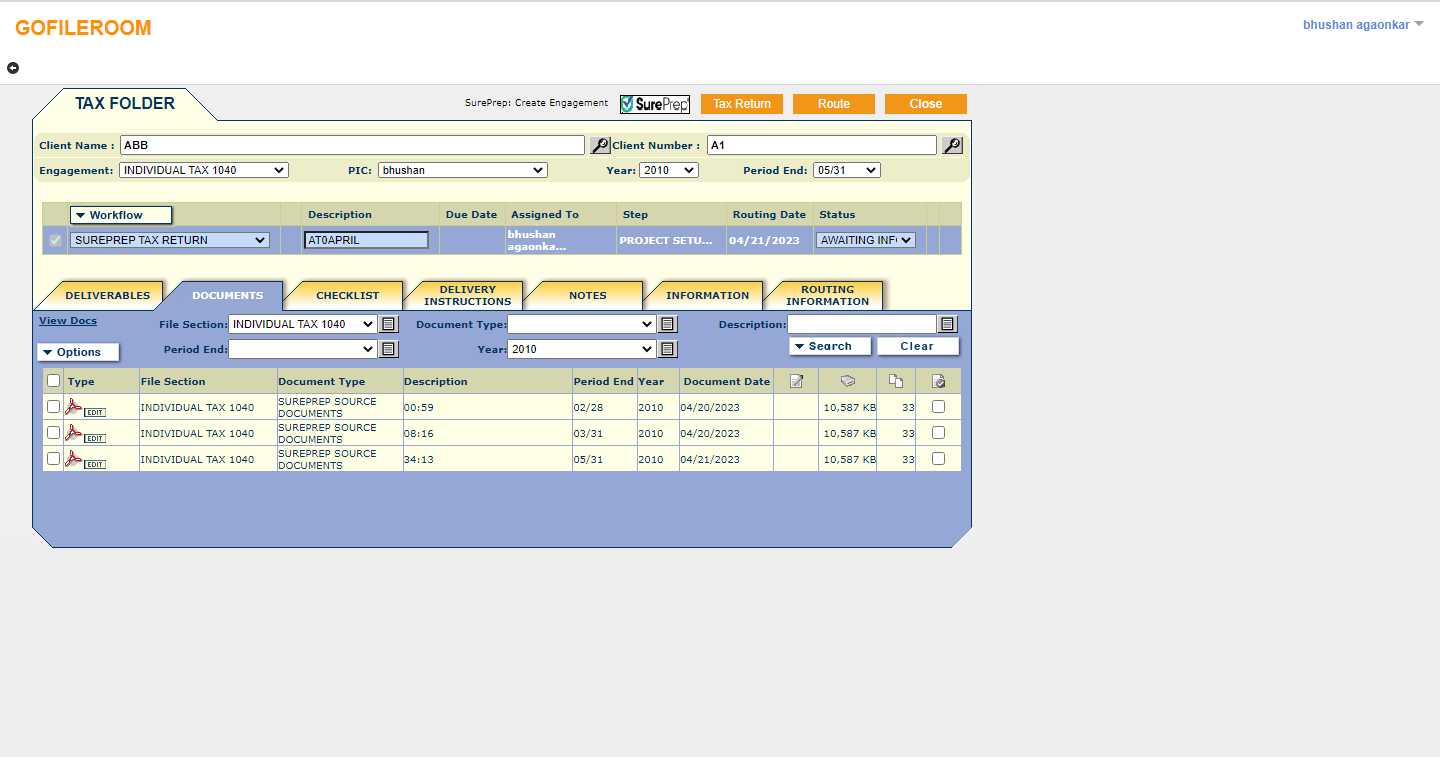 GOFILEROOM
bhushan agaonkar
TAX FOLDER
SurePrep: Create Engagement
SurePrep
Tax Return
Route
Close
Client Name : ABB
Client Number : A1
Engagement: INDIVIDUAL TAX 1040 PIC: bhushan Year: 2010 Period End: 05/31
Workflow Description Due Date Assigned To Step Routing Date Status
SUREPREP TAX RETURN AT0APRIL bhushan agaonka... PROJECT SETU... 04/21/2023 AWAITING INF
DELIVERABLES DOCUMENTS CHECKLIST DELIVERY INSTRUCTIONS NOTES INFORMATION ROUTING INFORMATION
View Docs File Section: INDIVIDUAL TAX 1040 Document Type: Description:
Options Period End: Year: 2010 Search Clear
Type File Section Document Type Description Period End Year Document Date
EDIT INDIVIDUAL TAX 1040 SUREPREP SOURCE DOCUMENTS 00:59 02/28 2010 04/20/2023 10,587 KB 33
EDIT INDIVIDUAL TAX 1040 SUREPREP SOURCE DOCUMENTS 08:16 03/31 2010 04/20/2023 10,587 KB 33
EDIT INDIVIDUAL TAX 1040 SUREPREP SOURCE DOCUMENTS 34:13 05/31 2010 04/21/2023 10,587 KB 33